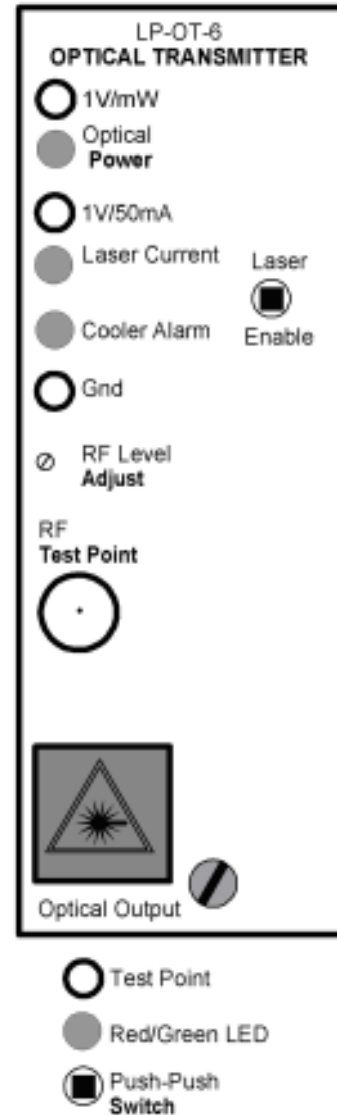 LP-OT-6
OPTICAL TRANSMITTER
1V/mW
Optical
Power
1V/50mA
Laser Current
Laser
Cooler Alarm
Enable
Gnd
RF Level
Adjust
RF
Test Point
Optical Output
Test Point
Red/Green LED
Push-Push
Switch